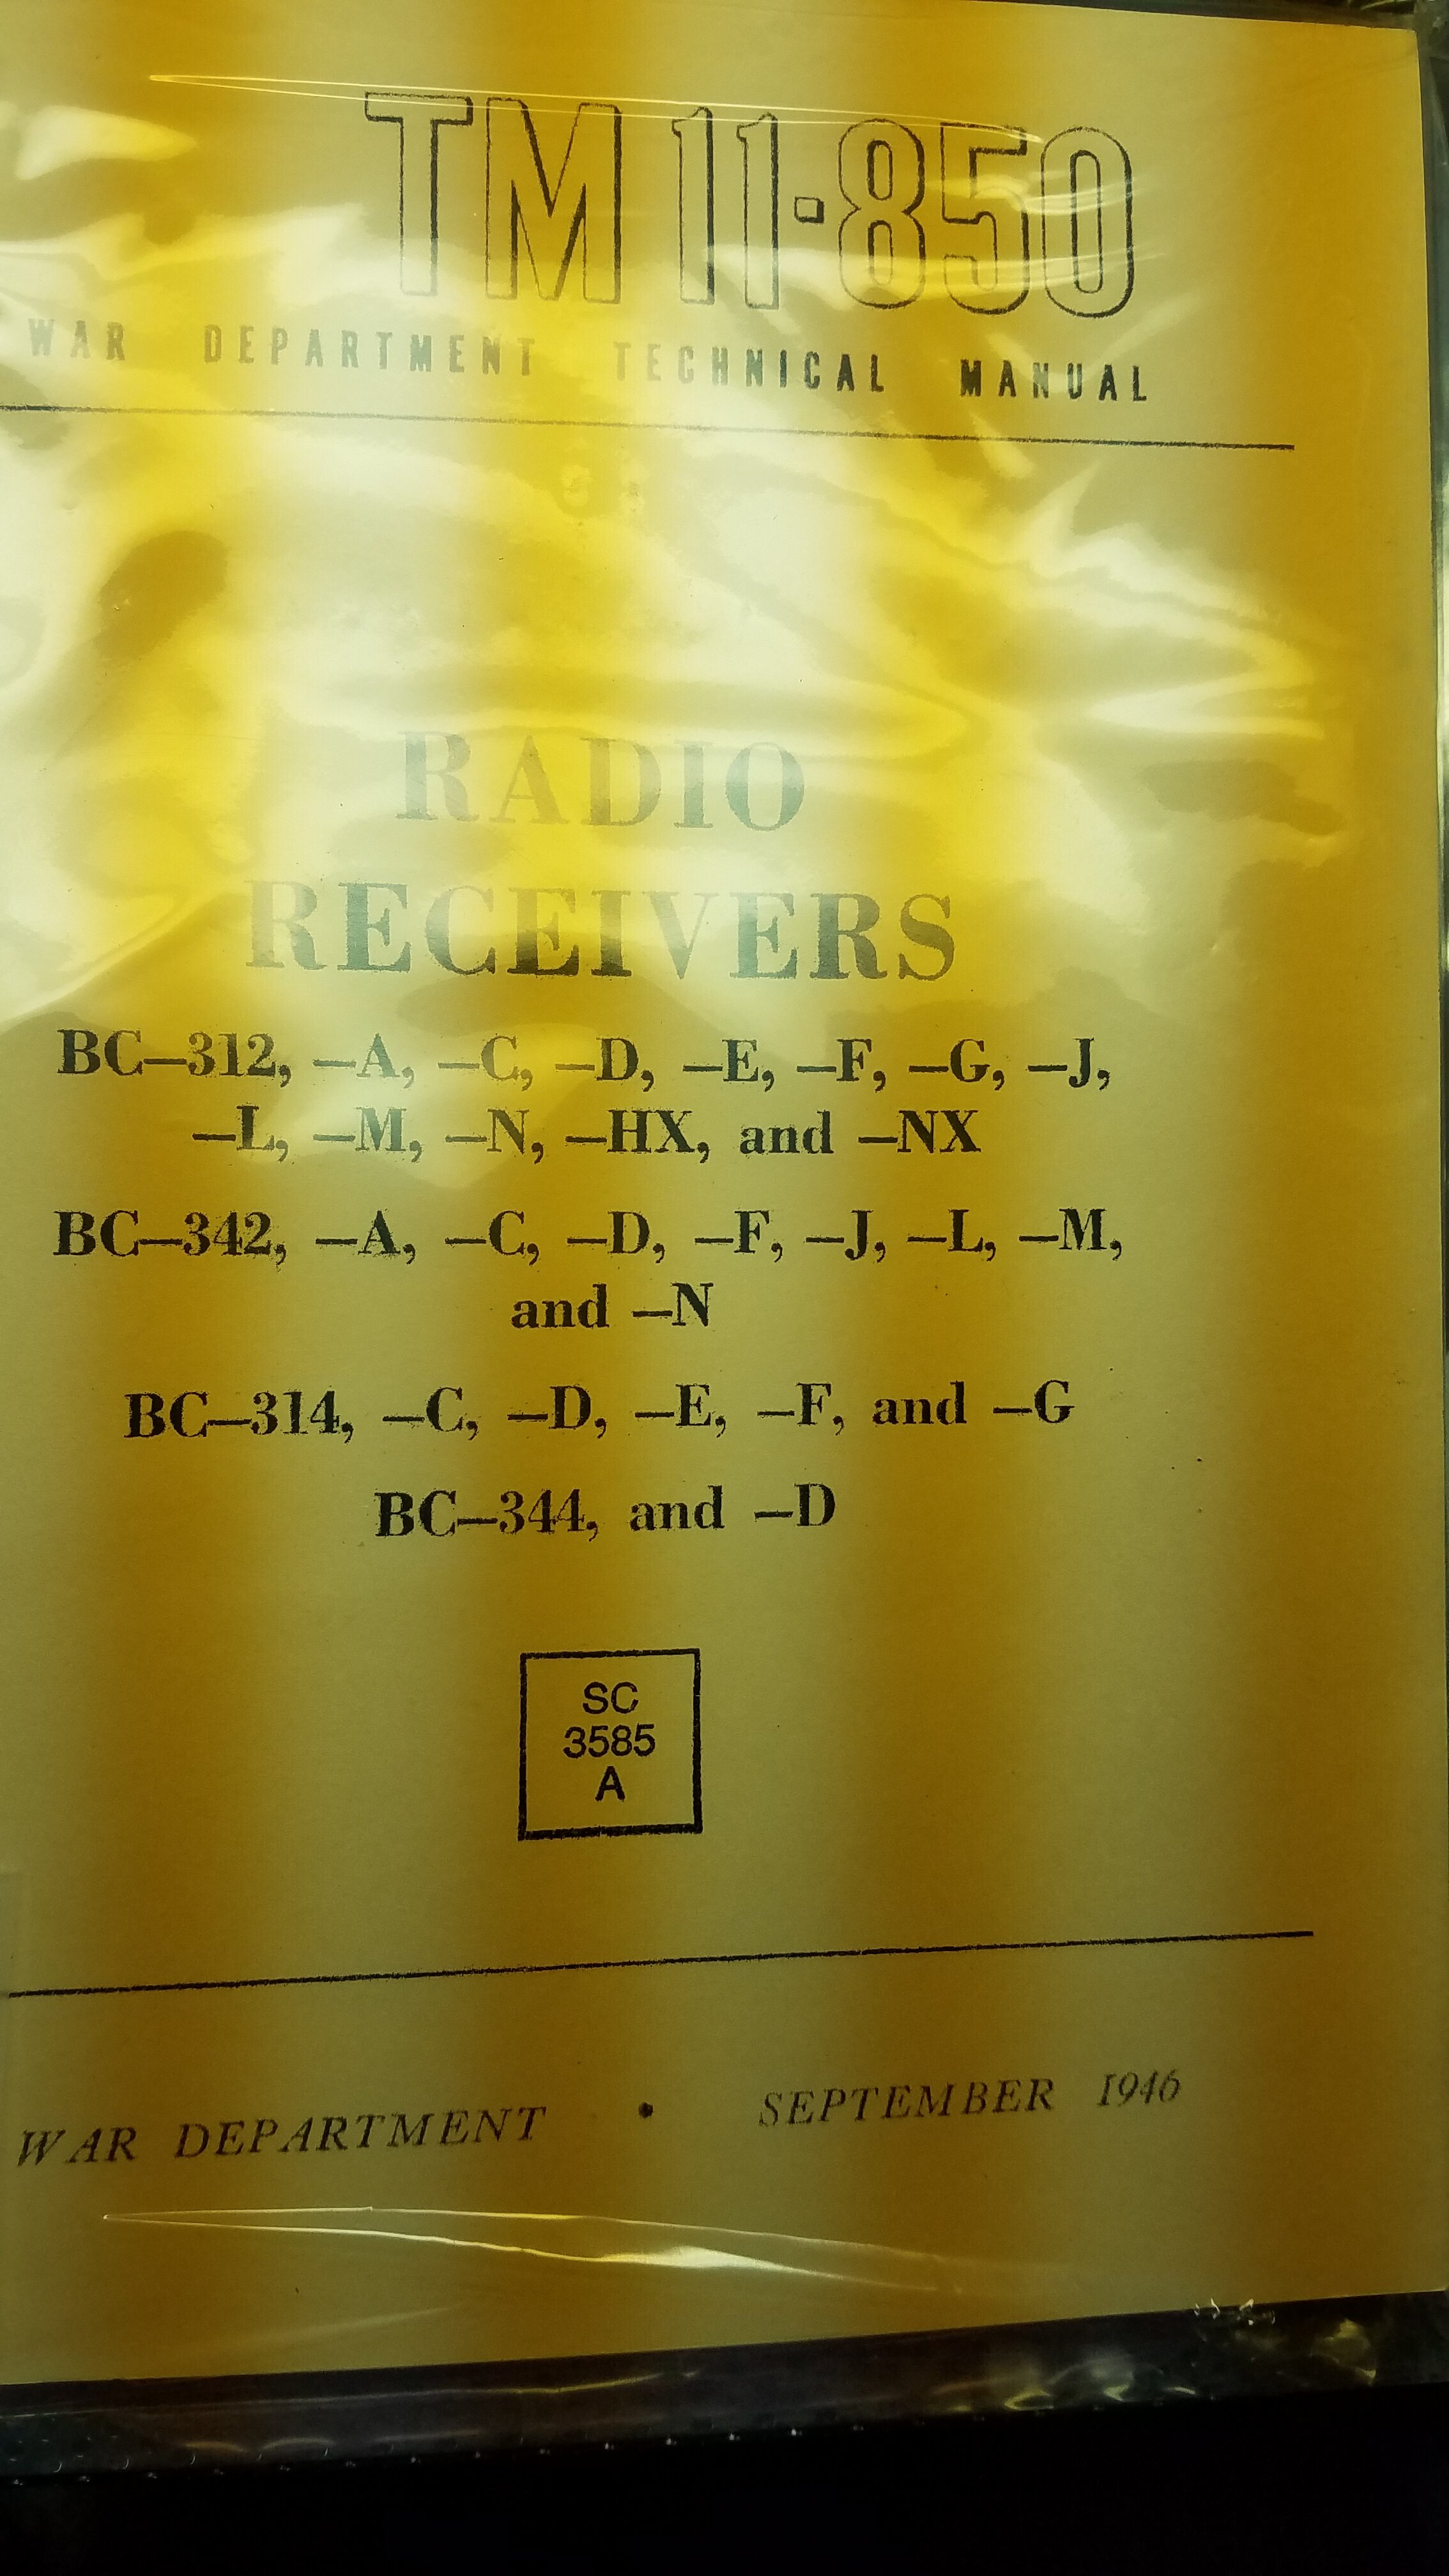 TM 11-850
WAR DEPARTMENT TECHNICAL MANUAL
RADIO
RECEIVERS
BC–312, –A, –C, –D, –E, –F, –G, –J,
–L, –M, –N, –HX, and –NX
BC–342, –A, –C, –D, –F, –J, –L, –M,
and –N
BC–314, –C, –D, –E, –F, and –G
BC–344, and –D
SC
3585
A
WAR DEPARTMENT • SEPTEMBER 1946